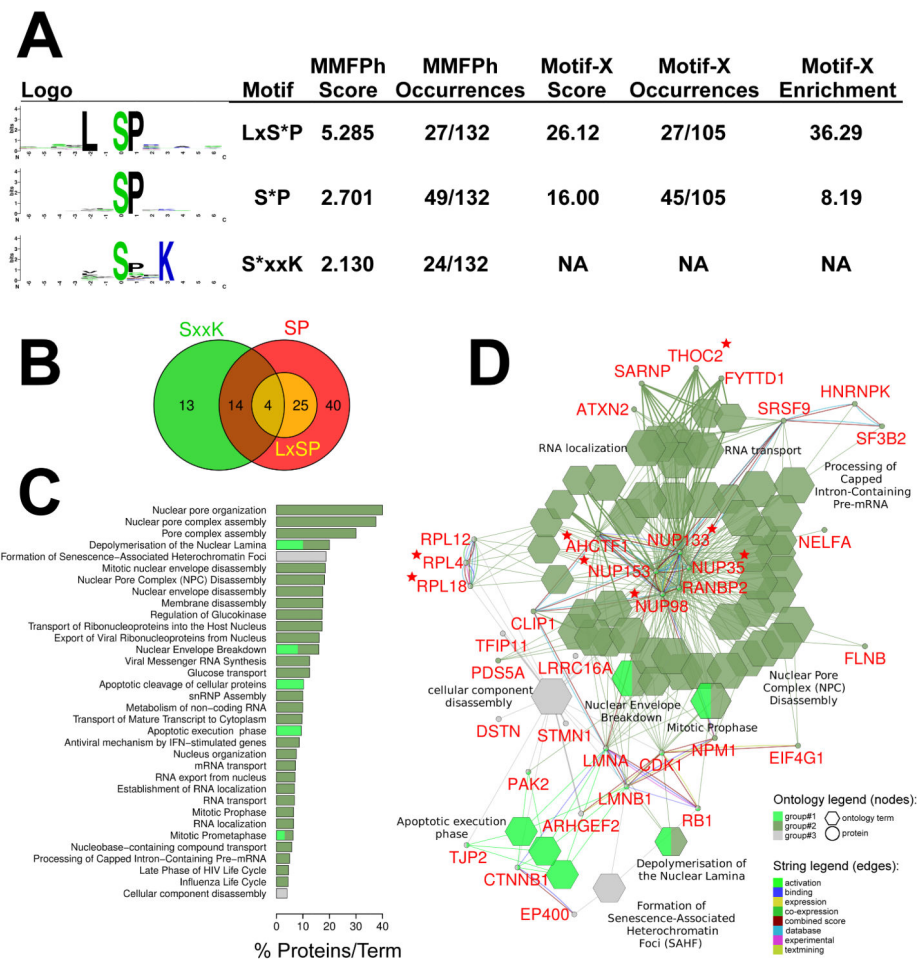 A
Logo
Motif
MMFPh Score
MMFPh Occurrences
Motif-X Score
Motif-X Occurrences
Motif-X Enrichment
LxS*P 5.285 27/132 26.12 27/105 36.29
S*P 2.701 49/132 16.00 45/105 8.19
S*xxK 2.130 24/132 NA NA NA
B
SxxK
SP
13 14 4 25 40
LxSP
C
Nuclear pore organization
Nuclear pore complex assembly
Pore complex assembly
Depolymerisation of the Nuclear Lamina
Formation of Senescence-Associated Heterochromatin Foci
Mitotic nuclear envelope disassembly
Nuclear Pore Complex (NPC) Disassembly
Nuclear envelope disassembly
Membrane disassembly
Regulation of Glucokinase
Transport of Ribonucleoproteins into the Host Nucleus
Export of Viral Ribonucleoproteins from Nucleus
Nuclear Envelope Breakdown
Viral Messenger RNA Synthesis
Glucose transport
Apoptotic cleavage of cellular proteins
snRNP Assembly
Metabolism of non-coding RNA
Transport of Mature Transcript to Cytoplasm
Apoptotic execution phase
Antiviral mechanism by IFN-stimulated genes
Nucleus organization
mRNA transport
RNA export from nucleus
Establishment of RNA localization
RNA transport
Mitotic Prophase
RNA localization
Mitotic Prometaphase
Nucleobase-containing compound transport
Processing of Capped Intron-Containing Pre-mRNA
Late Phase of HIV Life Cycle
Influenza Life Cycle
Cellular component disassembly
0 10 20 30 40
% Proteins/Term
D
THOC2
SARNP
FYTTD1
HNRNPK
ATXN2
SRSF9
SF3B2
RNA localization
RNA transport
Processing of
Capped
Intron-Containing
Pre-mRNA
RPL12
AHCTF1
NUP133
NELFA
RPL4
NUP153
NUP35
RPL18
RANBP2
NUP98
CLIP1
TFIP11
LRRC16A
FLNB
PDS5A
cellular component
disassembly
Nuclear Envelope
Breakdown
Nuclear Pore
Complex (NPC)
Disassembly
Mitotic Prophase
DSTN
STMN1
LMNA
CDK1
NPM1
EIF4G1
PAK2
LMNB1
RB1
ARHGEF2
Apoptotic execution
phase
TJP2
CTNNB1
Depolymerisation of
the Nuclear Lamina
EP400
Formation of
Senescence-Associated
Heterochromatin
Foci (SAHF)
Ontology legend (nodes):
group#1
group#2
group#3
ontology term
protein
String legend (edges):
activation
binding
expression
co-expression
combined score
database
experimental
textmining